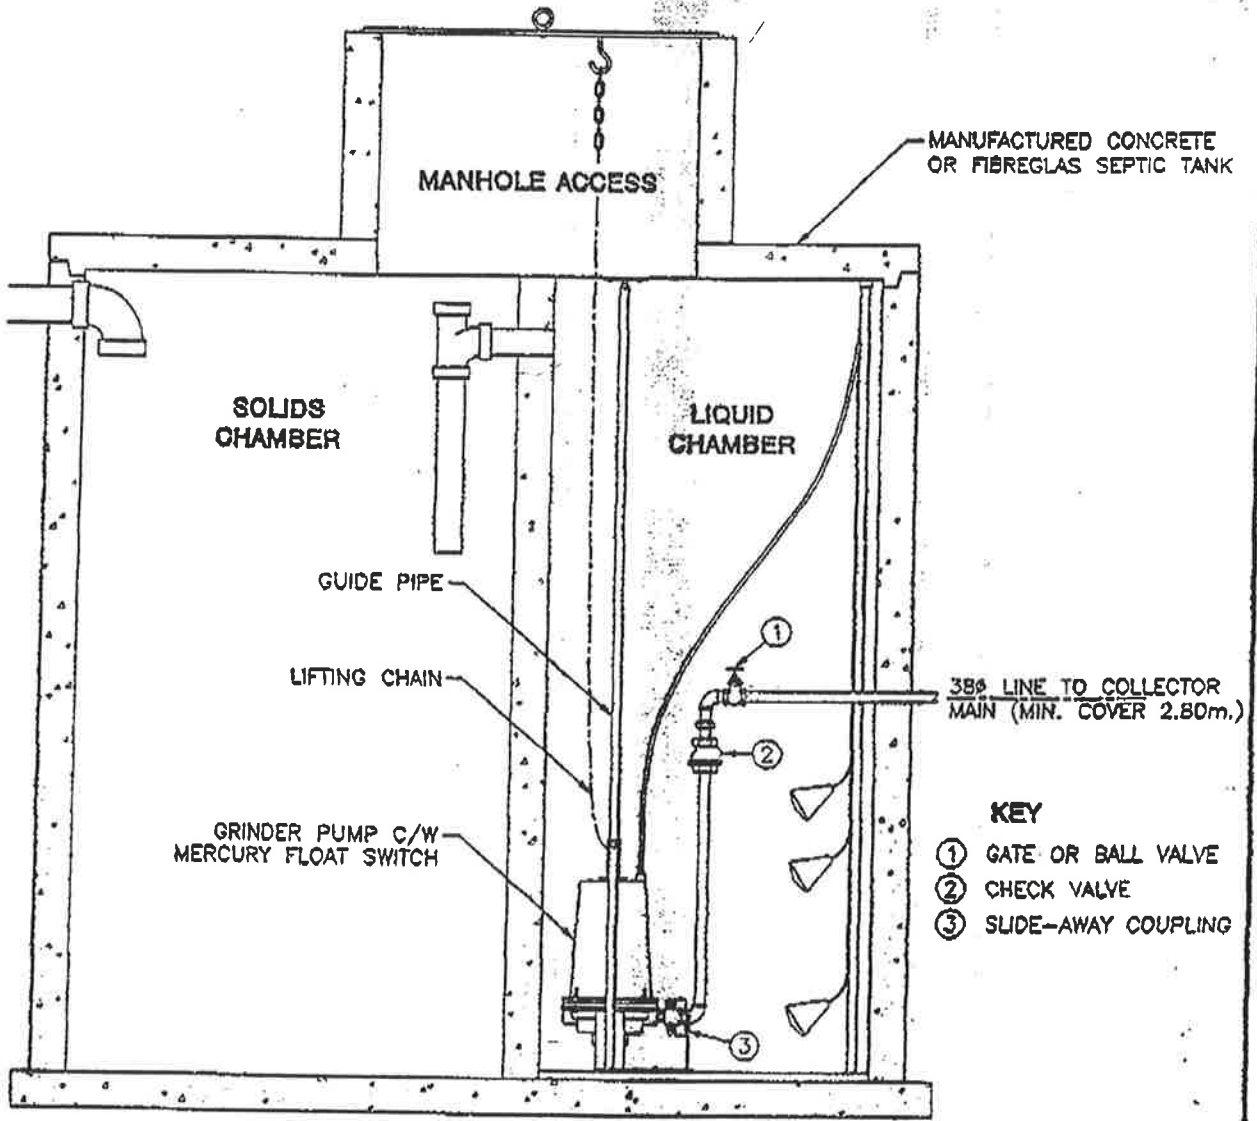 MANHOLE ACCESS
MANUFACTURED CONCRETE
OR FIBREGLAS SEPTIC TANK
SOLIDS
CHAMBER
LIQUID
CHAMBER
GUIDE PIPE
LIFTING CHAIN
GRINDER PUMP C/W
MERCURY FLOAT SWITCH
1
2
3
38ø LINE TO COLLECTOR
MAIN (MIN. COVER 2.80m.)
KEY
1 GATE OR BALL VALVE
2 CHECK VALVE
3 SLIDE-AWAY COUPLING